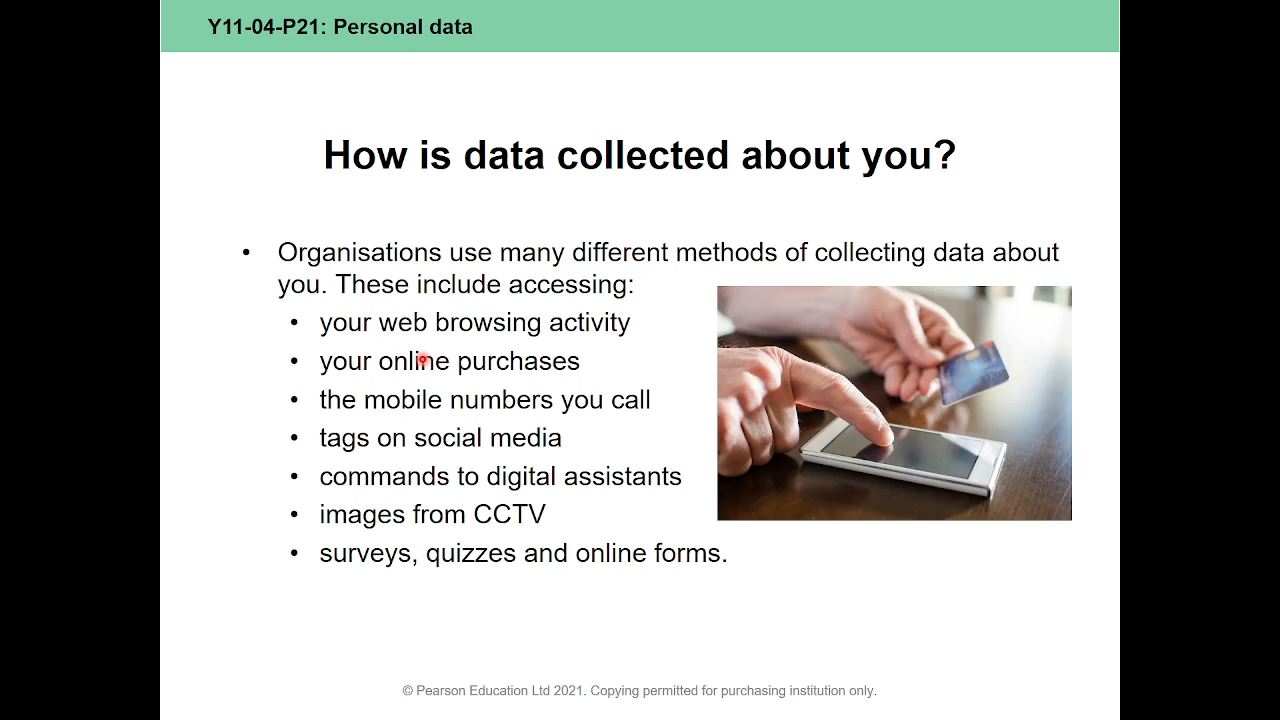 Y11-04-P21: Personal data
How is data collected about you?
• Organisations use many different methods of collecting data about
you. These include accessing:
• your web browsing activity
• your online purchases
• the mobile numbers you call
• tags on social media
• commands to digital assistants
• images from CCTV
• surveys, quizzes and online forms.
© Pearson Education Ltd 2021. Copying permitted for purchasing institution only.